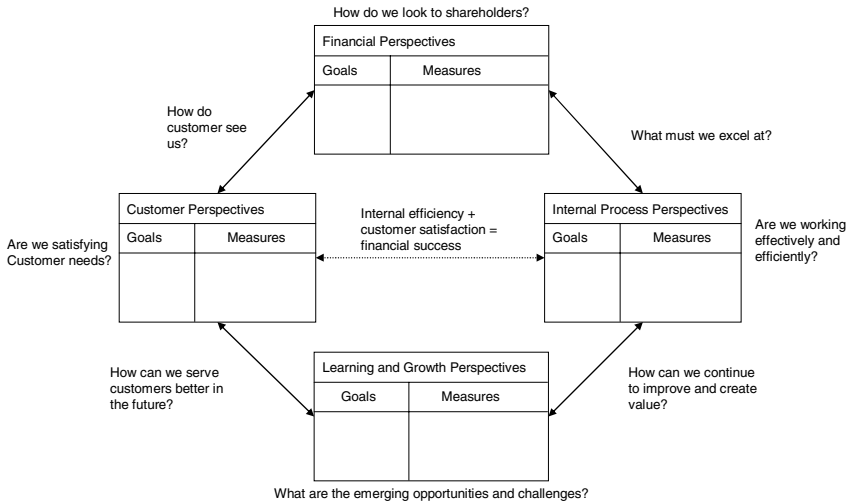 How do we look to shareholders?
Financial Perspectives
Goals
Measures
How do
customer see
us?
What must we excel at?
Customer Perspectives
Goals
Measures
Internal efficiency +
customer satisfaction =
financial success
Internal Process Perspectives
Goals
Measures
Are we satisfying
Customer needs?
Are we working
effectively and
efficiently?
How can we serve
customers better in
the future?
Learning and Growth Perspectives
Goals
Measures
How can we continue
to improve and create
value?
What are the emerging opportunities and challenges?